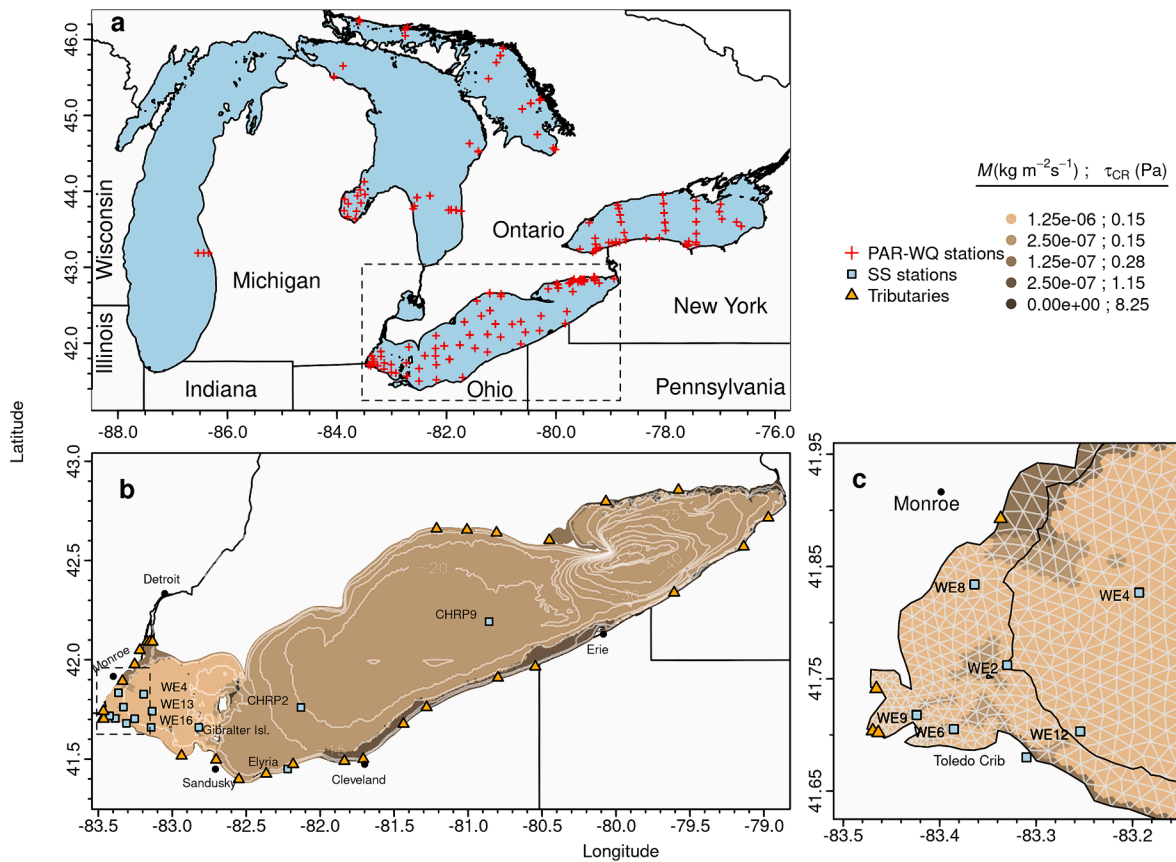 a
46.0
45.0
44.0
43.0
42.0
Wisconsin
Illinois
Michigan
Indiana
Ohio
Ontario
New York
Pennsylvania
-88.0 -86.0 -84.0 -82.0 -80.0 -78.0 -76.0
PAR-WQ stations
SS stations
Tributaries
M(kg m⁻²s⁻¹) ; τCR (Pa)
1.25e-06 ; 0.15
2.50e-07 ; 0.15
1.25e-07 ; 0.28
2.50e-07 ; 1.15
0.00e+00 ; 8.25
Latitude
b
43.0
42.5
42.0
41.5
Detroit
Monroe
WE4
WE13
WE16
Gibralter Isl.
CHRP2
CHRP9
Elyria
Sandusky
Cleveland
Erie
-20
-25
-40
-83.5 -83.0 -82.5 -82.0 -81.5 -81.0 -80.5 -80.0 -79.5 -79.0
Longitude
c
41.95
41.85
41.75
41.65
Monroe
WE8
WE4
WE2
WE9
WE6
WE12
Toledo Crib
-83.5 -83.4 -83.3 -83.2